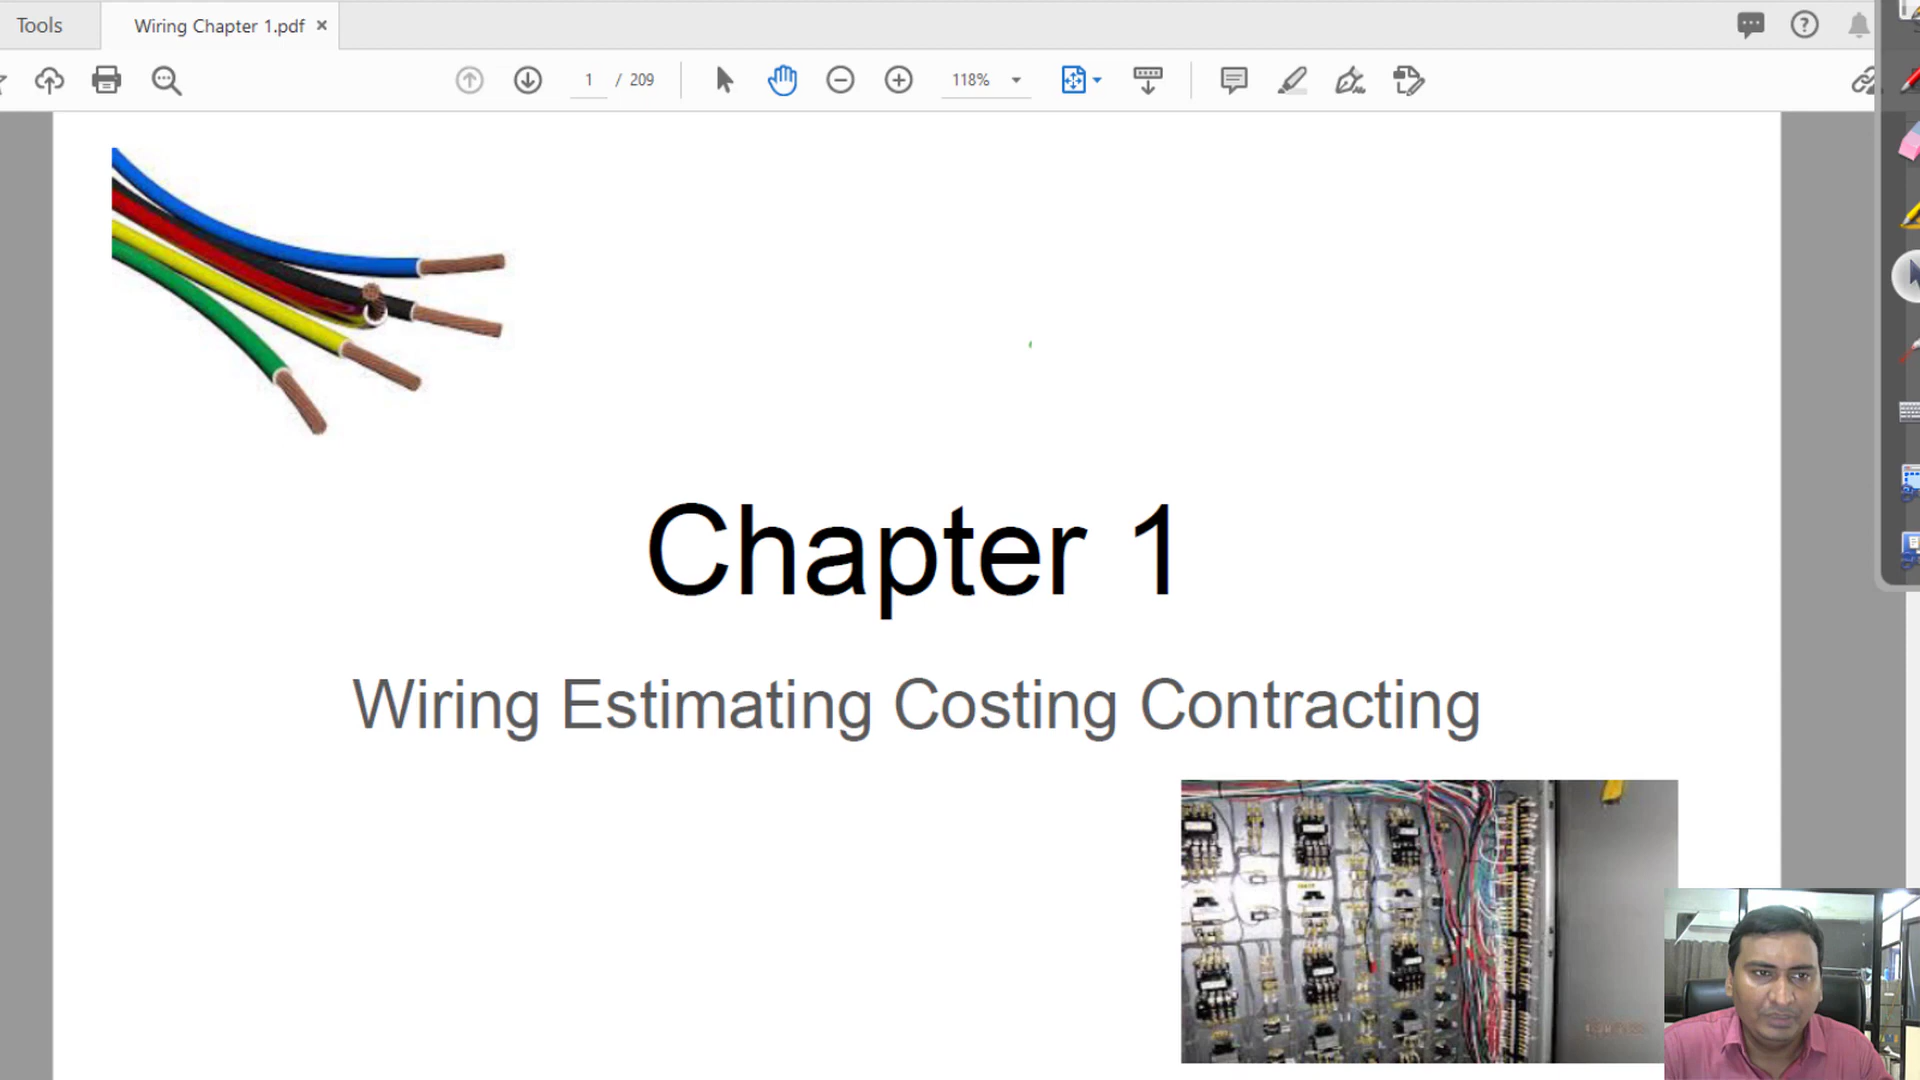 Tools
Wiring Chapter 1.pdf
1 / 209
118%
Chapter 1
Wiring Estimating Costing Contracting